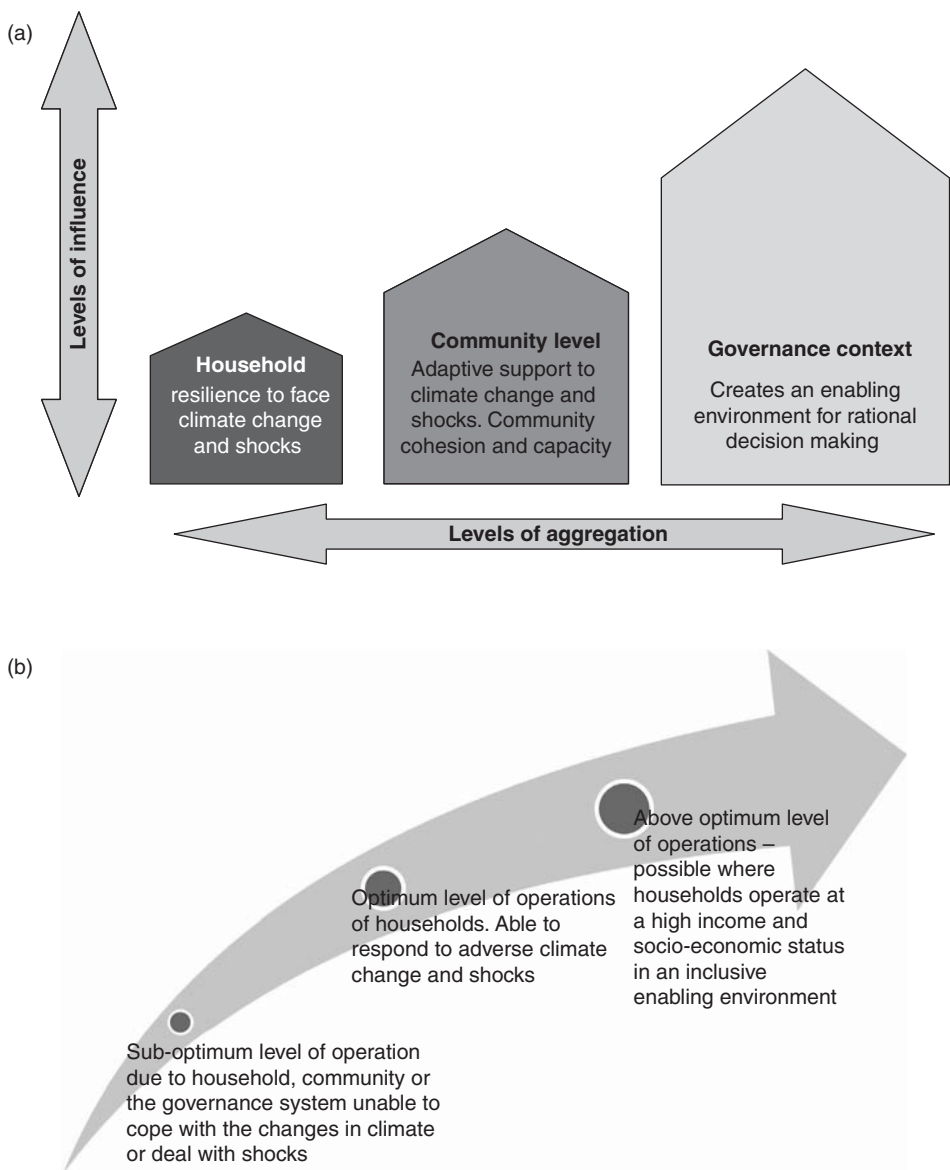 (a)
Levels of influence
Household
resilience to face
climate change
and shocks
Community level
Adaptive support to
climate change and
shocks. Community
cohesion and capacity
Governance context
Creates an enabling
environment for rational
decision making
Levels of aggregation
(b)
Above optimum level
of operations –
possible where
households operate at
a high income and
socio-economic status
in an inclusive
enabling environment
Optimum level of operations
of households. Able to
respond to adverse climate
change and shocks
Sub-optimum level of operation
due to household, community or
the governance system unable to
cope with the changes in climate
or deal with shocks